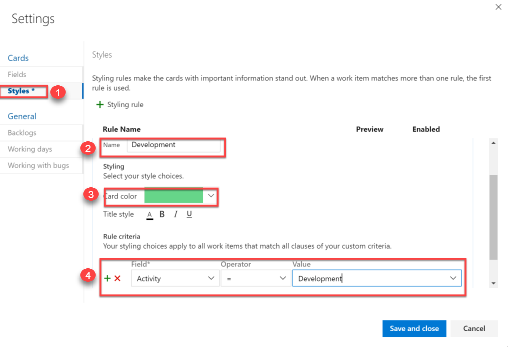 Settings
Cards
Fields
Styles *
1
General
Backlogs
Working days
Working with bugs
Styles
Styling rules make the cards with important information stand out. When a work item matches more than one rule, the first
rule is used.
+ Styling rule
Rule Name Preview Enabled
2 Name Development
Styling
Select your style choices.
3 Card color
Title style A B I U
Rule criteria
Your styling choices apply to all work items that match all clauses of your custom criteria.
4
Field* Operator Value
Activity = Development
Save and close Cancel